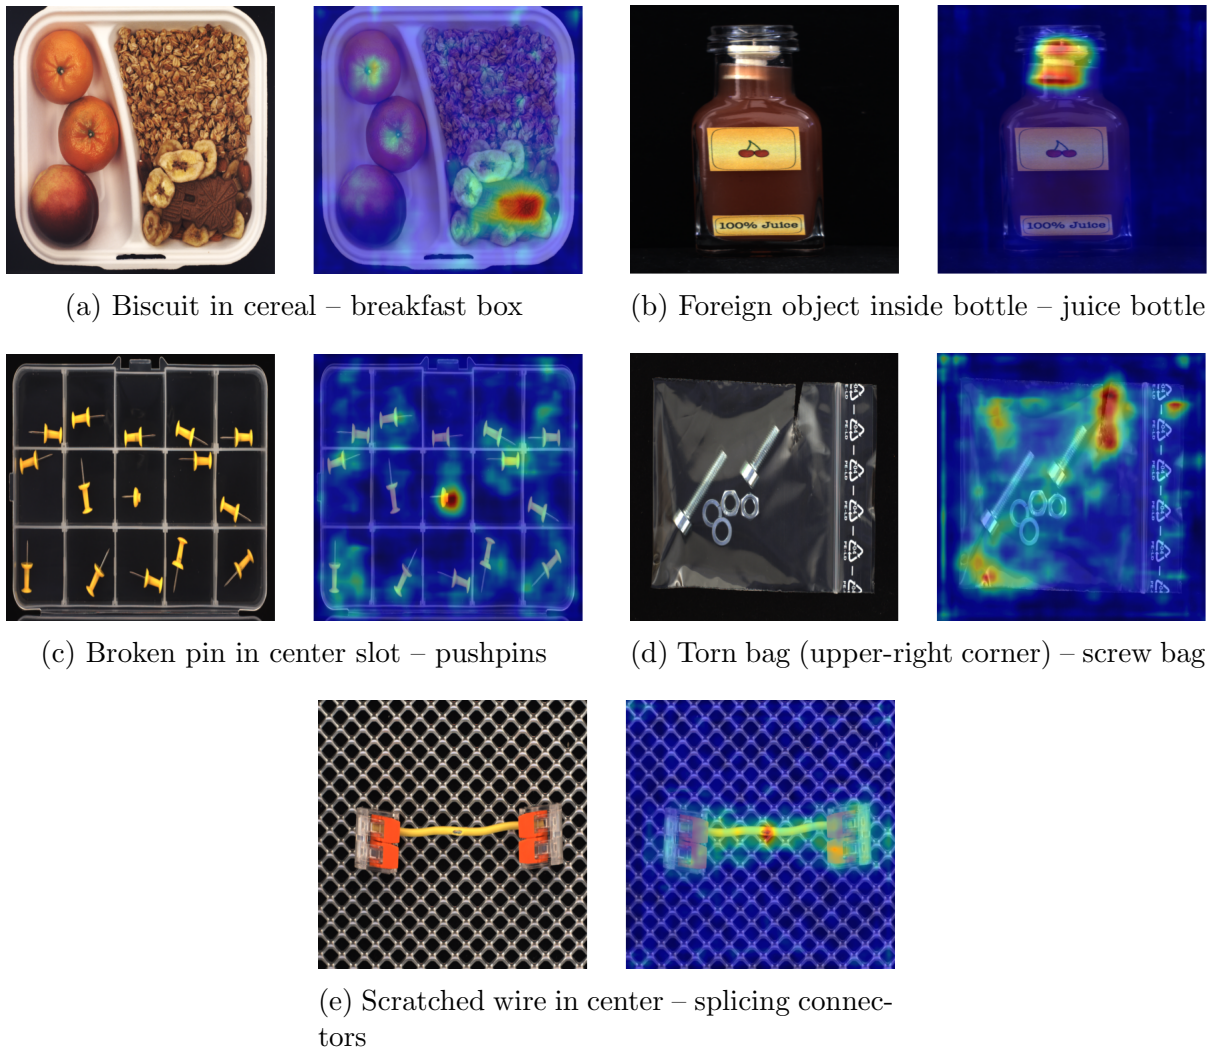 100% Juice
100% Juice
(a) Biscuit in cereal – breakfast box
(b) Foreign object inside bottle – juice bottle
(c) Broken pin in center slot – pushpins
(d) Torn bag (upper-right corner) – screw bag
(e) Scratched wire in center – splicing connec-
tors